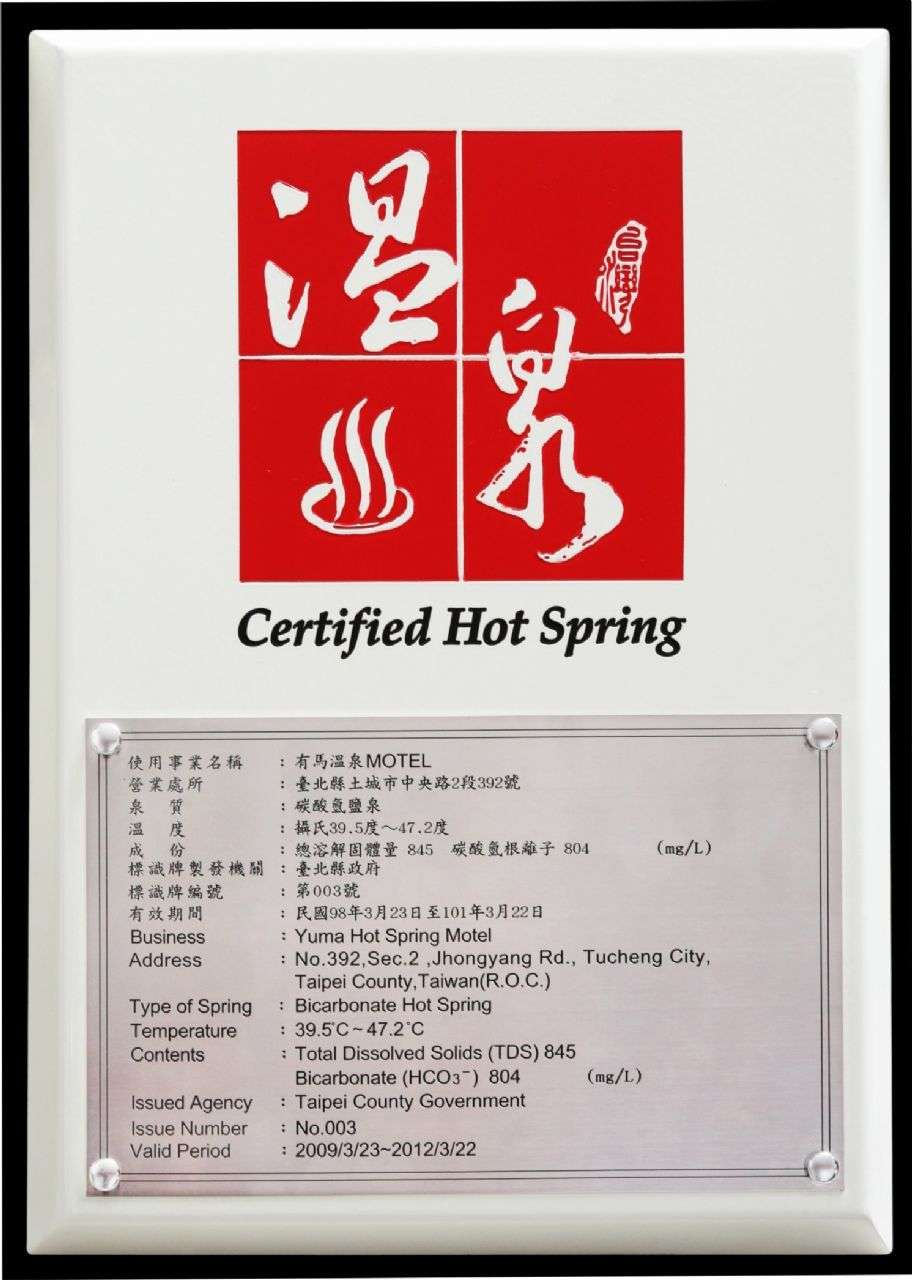 溫泉
台灣
Certified Hot Spring
使用事業名稱 : 有馬溫泉MOTEL
營業處所 : 臺北縣土城市中央路2段392號
泉質 : 碳酸氫鹽泉
溫度 : 攝氏39.5度～47.2度
成份 : 總溶解固體量 845 碳酸氫根離子 804 (mg/L)
標識牌製發機關 : 臺北縣政府
標識牌編號 : 第003號
有效期間 : 民國98年3月23日至101年3月22日
Business : Yuma Hot Spring Motel
Address : No.392,Sec.2 ,Jhongyang Rd., Tucheng City,
Taipei County,Taiwan(R.O.C.)
Type of Spring : Bicarbonate Hot Spring
Temperature : 39.5°C~47.2°C
Contents : Total Dissolved Solids (TDS) 845
Bicarbonate (HCO₃⁻) 804 (mg/L)
Issued Agency : Taipei County Government
Issue Number : No.003
Valid Period : 2009/3/23~2012/3/22